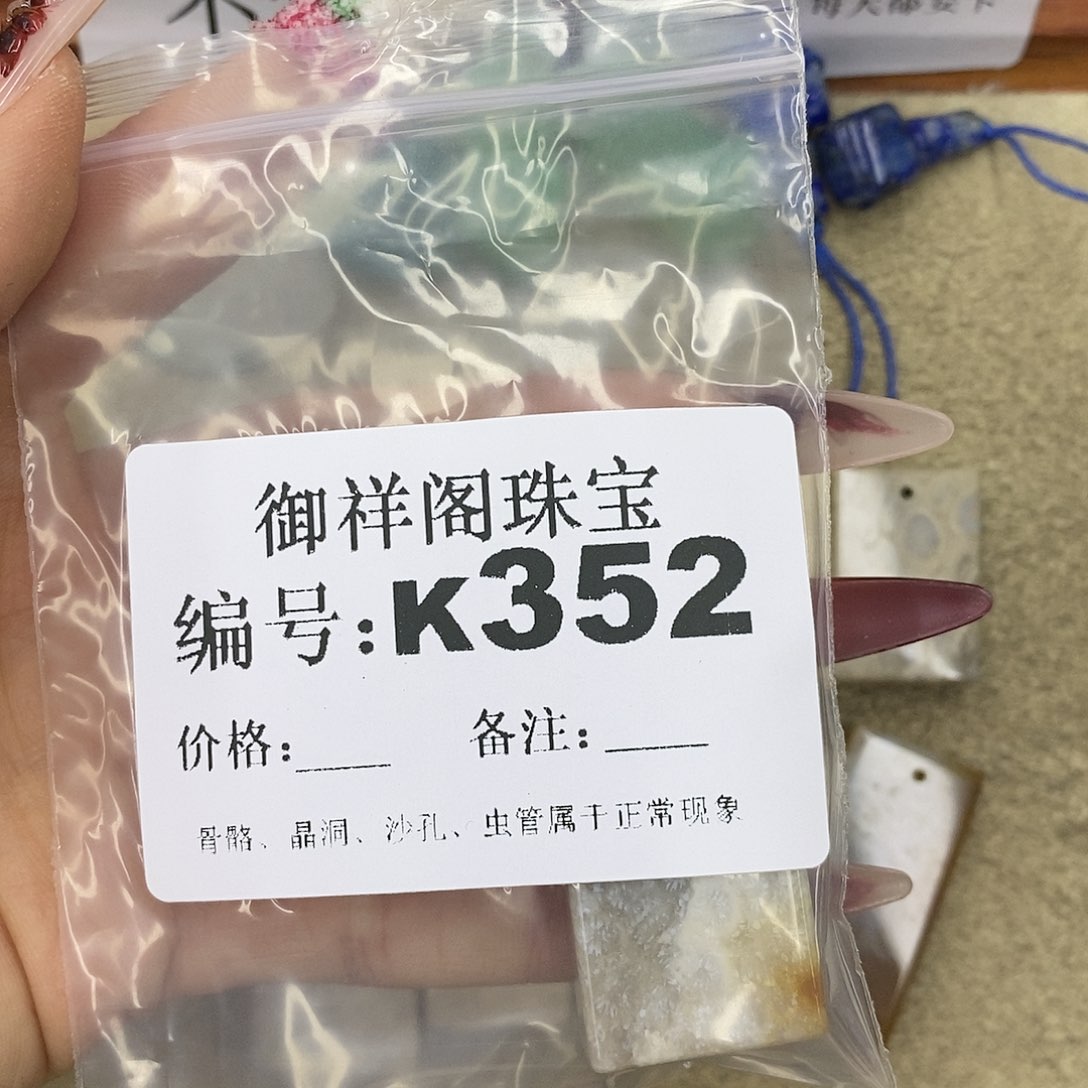 御祥阁珠宝
编号:K352
价格:____ 备注:____
骨骼、晶洞、沙孔、虫管属于正常现象